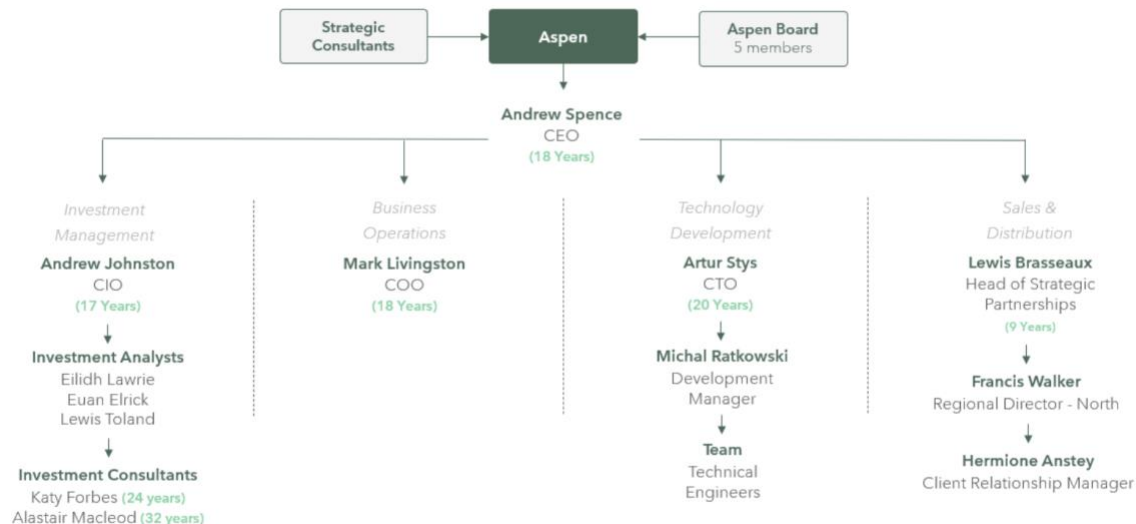 Strategic
Consultants
Aspen
Aspen Board
5 members
Andrew Spence
CEO
(18 Years)
Investment
Management
Andrew Johnston
CIO
(17 Years)
Investment Analysts
Eilidh Lawrie
Euan Elrick
Lewis Toland
Investment Consultants
Katy Forbes (24 years)
Alastair Macleod (32 years)
Business
Operations
Mark Livingston
COO
(18 Years)
Technology
Development
Artur Stys
CTO
(20 Years)
Michal Ratkowski
Development
Manager
Team
Technical
Engineers
Sales &
Distribution
Lewis Brasseaux
Head of Strategic
Partnerships
(9 Years)
Francis Walker
Regional Director - North
Hermione Anstey
Client Relationship Manager